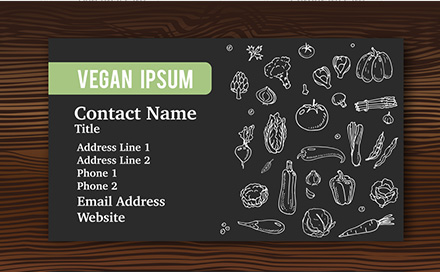 VEGAN IPSUM
Contact Name
Title
Address Line 1
Address Line 2
Phone 1
Phone 2
Email Address
Website